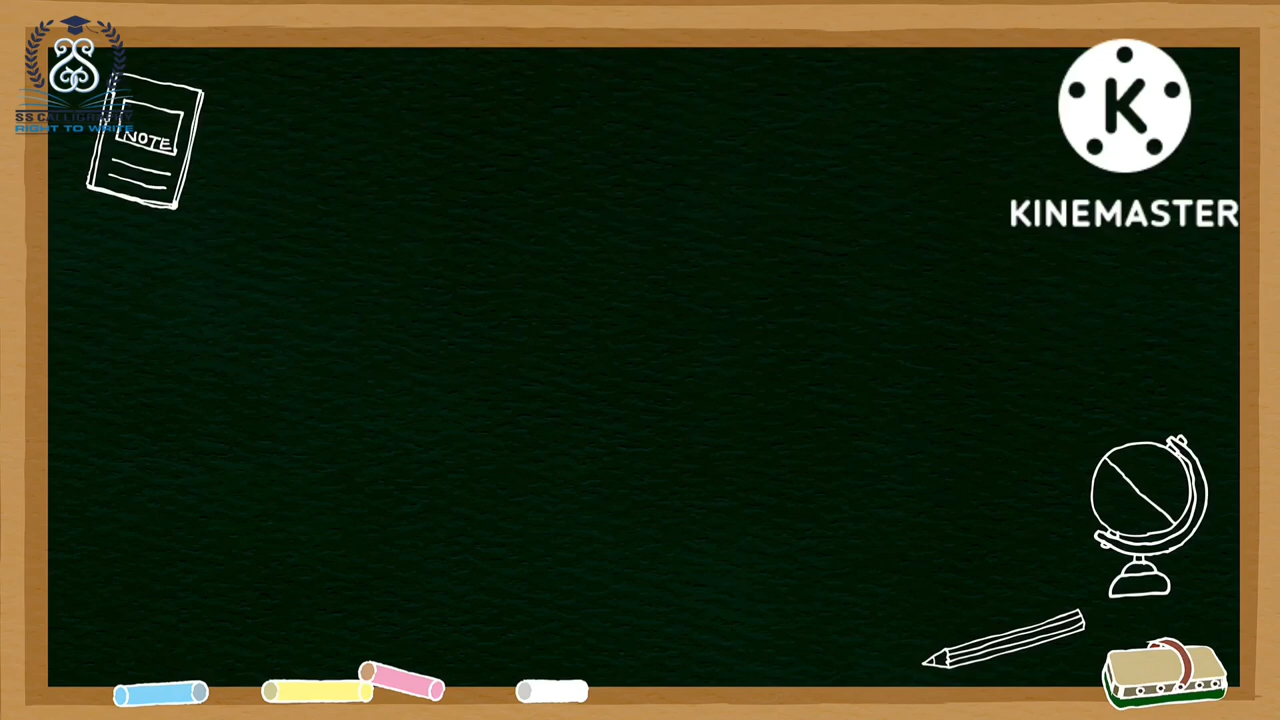 SS CALLIGRAPHY
RIGHT TO WRITE
NOTE
K
KINEMASTER